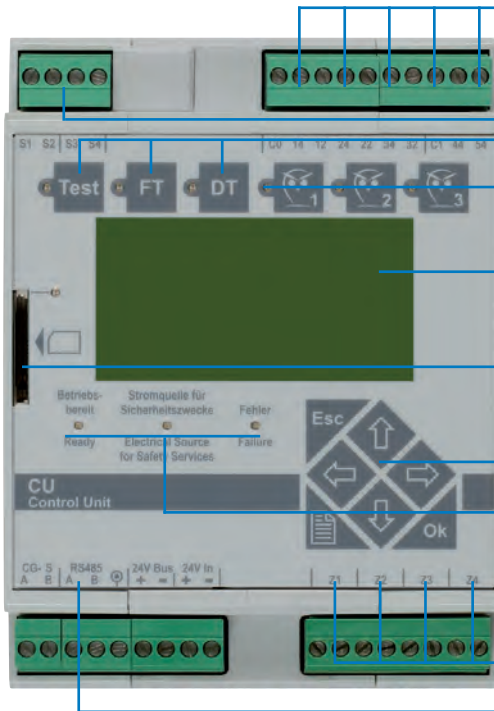 S1 S2 S3 S4 C0 14 12 24 22 34 32 C1 44 54
Test FT DT 1 2 3
Betriebs-
bereit
Stromquelle für
Sicherheitszwecke
Fehler
Ready
Electrical Source
for Safety Services
Failure
Esc
CU
Control Unit
Ok
CG- S RS485 24V Bus 24V In
A B A B + = + =
Z1 Z2 Z3 Z4